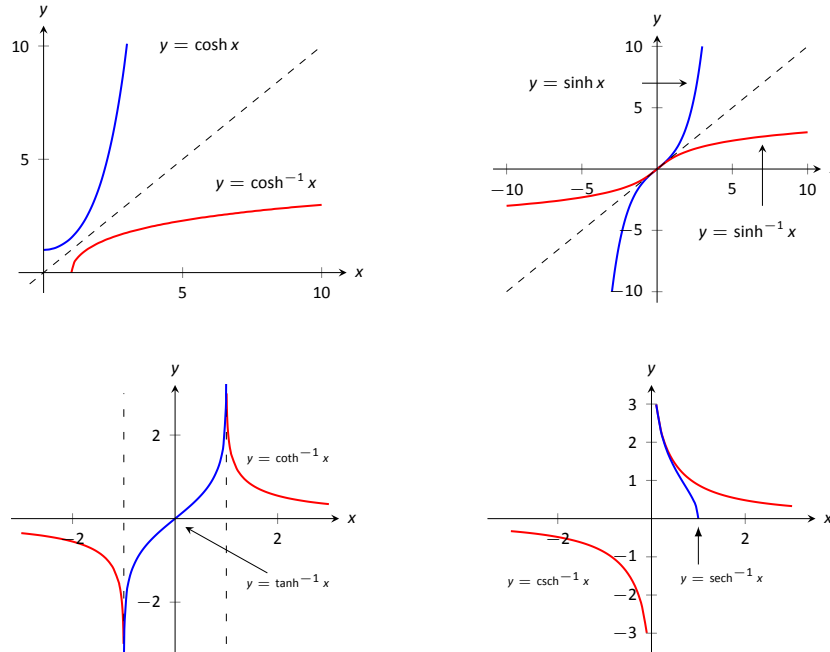 y
10
y = cosh x
5
y = cosh⁻¹ x
5
10
x
y
10
y = sinh x
5
−10
−5
5
10
−5
y = sinh⁻¹ x
−10
y
2
y = coth⁻¹ x
−2
2
x
y = tanh⁻¹ x
−2
y
3
2
1
−2
2
x
−1
y = csch⁻¹ x
y = sech⁻¹ x
−2
−3